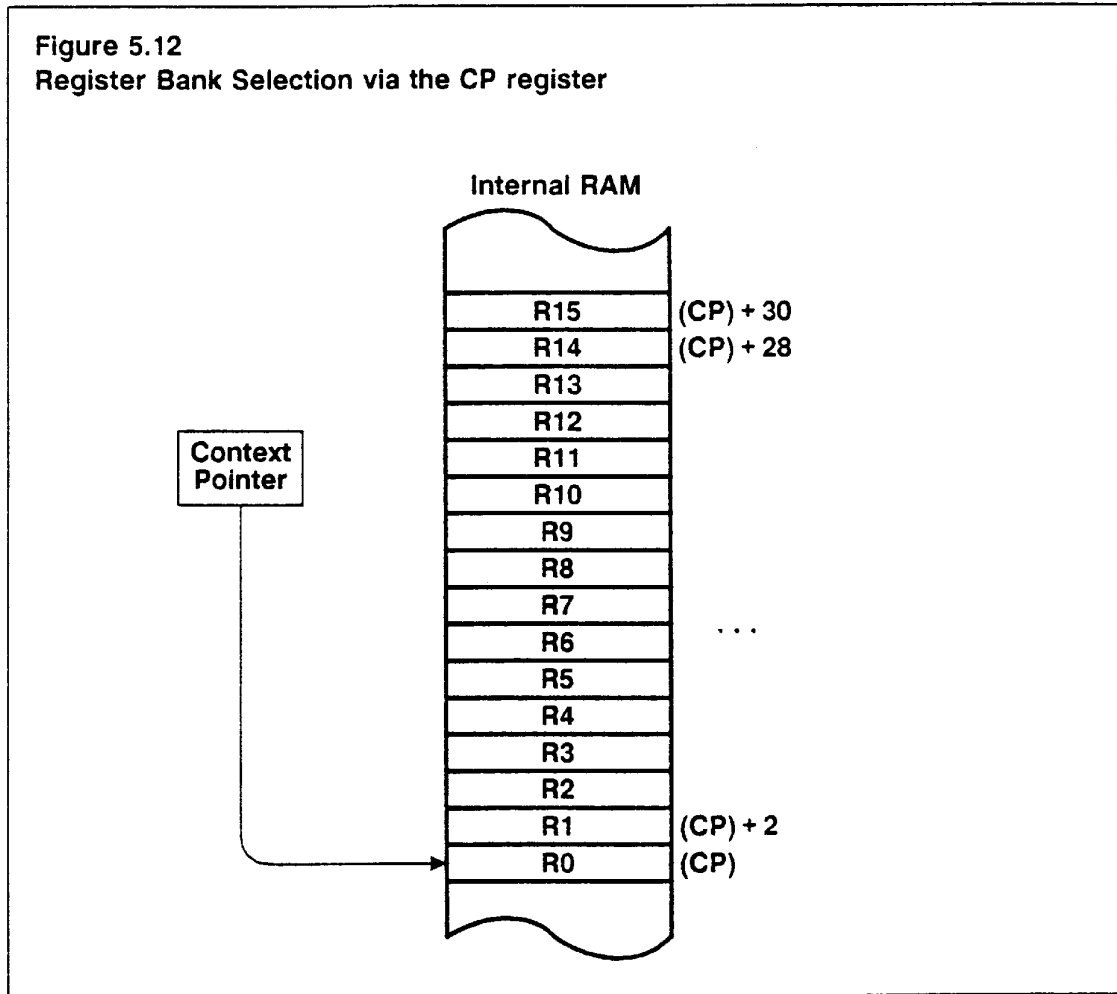 Figure 5.12
Register Bank Selection via the CP register
Internal RAM
R15 (CP) + 30
R14 (CP) + 28
R13
R12
R11
Context
Pointer
R10
R9
R8
R7
R6 ...
R5
R4
R3
R2
R1 (CP) + 2
R0 (CP)